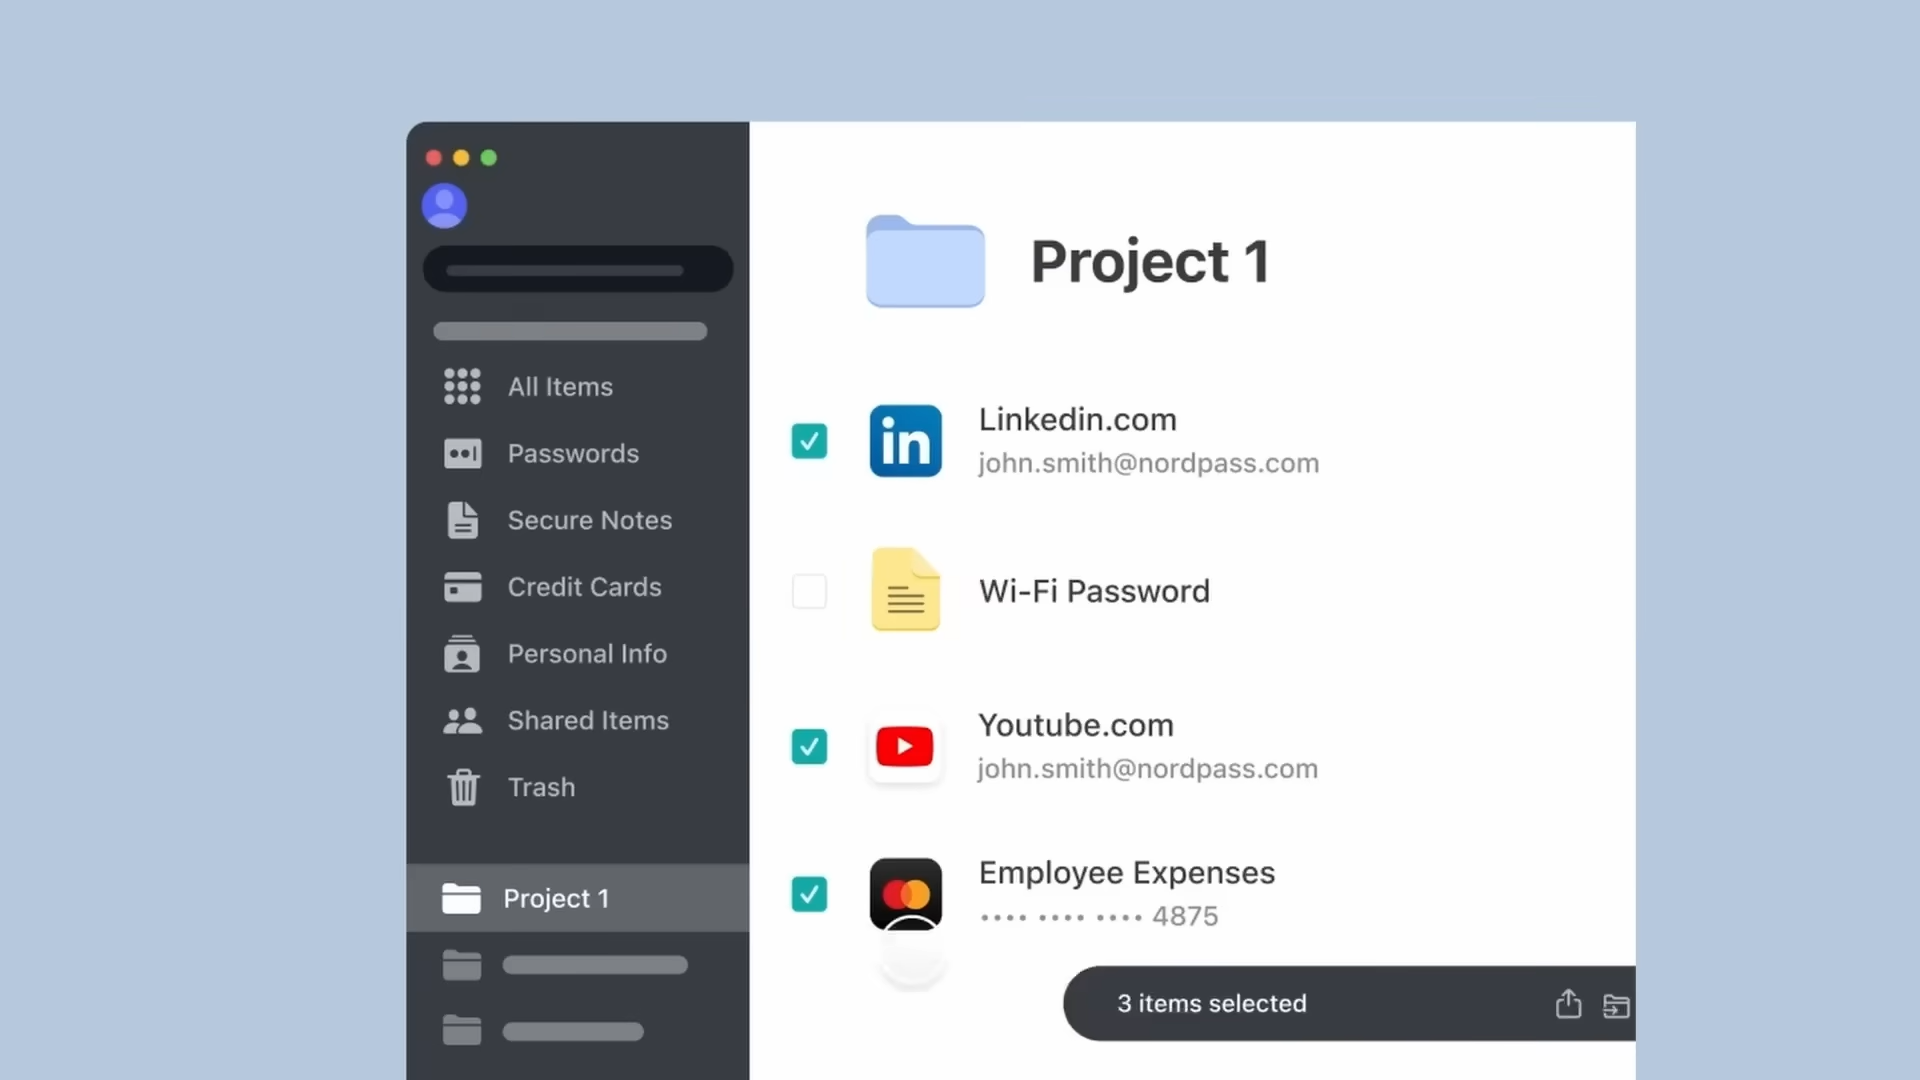 All Items
Passwords
Secure Notes
Credit Cards
Personal Info
Shared Items
Trash
Project 1
Project 1
in
Linkedin.com
john.smith@nordpass.com
Wi-Fi Password
Youtube.com
john.smith@nordpass.com
Employee Expenses
•••• •••• •••• 4875
3 items selected